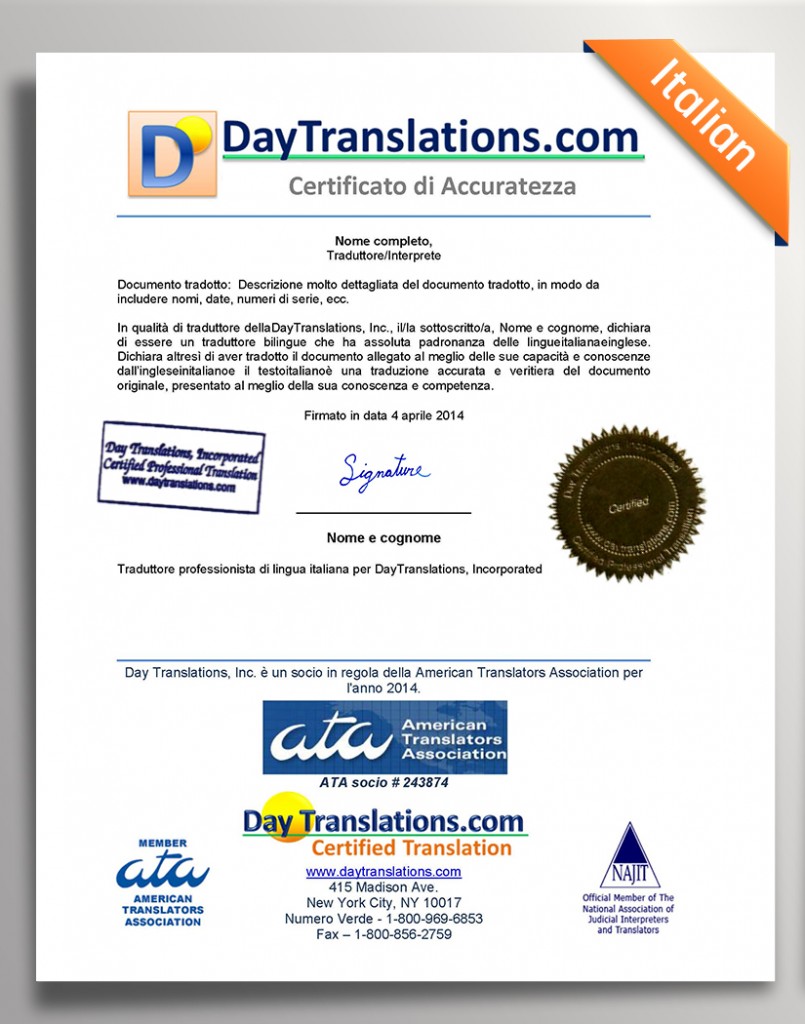 Italian
D
DayTranslations.com
Certificato di Accuratezza
Nome completo,
Traduttore/Interprete
Documento tradotto: Descrizione molto dettagliata del documento tradotto, in modo da
includere nomi, date, numeri di serie, ecc.
In qualità di traduttore dellaDayTranslations, Inc., il/la sottoscritto/a, Nome e cognome, dichiara
di essere un traduttore bilingue che ha assoluta padronanza delle lingueitalianaeinglese.
Dichiara altresì di aver tradotto il documento allegato al meglio delle sue capacità e conoscenze
dall'ingleseinitalianoe il testoitalianoè una traduzione accurata e veritiera del documento
originale, presentato al meglio della sua conoscenza e competenza.
Firmato in data 4 aprile 2014
Day Translations, Incorporated
Certified Professional Translation
www.daytranslations.com
Signature
Day Translations, Incorporated
Certified
www.daytranslations.com
Certified Professional Translation
Nome e cognome
Traduttore professionista di lingua italiana per DayTranslations, Incorporated
Day Translations, Inc. è un socio in regola della American Translators Association per
l'anno 2014.
ata
American
Translators
Association
ATA socio # 243874
Day Translations.com
Certified Translation
www.daytranslations.com
415 Madison Ave.
New York City, NY 10017
Numero Verde - 1-800-969-6853
Fax – 1-800-856-2759
MEMBER
ata
AMERICAN
TRANSLATORS
ASSOCIATION
NAJIT
Official Member of The
National Association of
Judicial Interpreters
and Translators